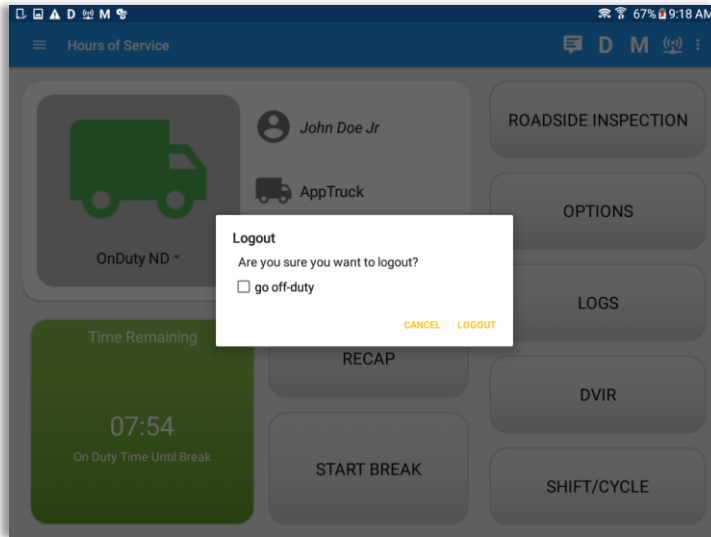 67% 9:18 AM
Hours of Service
D M
John Doe Jr
AppTruck
OnDuty ND
ROADSIDE INSPECTION
OPTIONS
LOGS
DVIR
SHIFT/CYCLE
Logout
Are you sure you want to logout?
go off-duty
CANCEL LOGOUT
Time Remaining
07:54
On Duty Time Until Break
RECAP
START BREAK